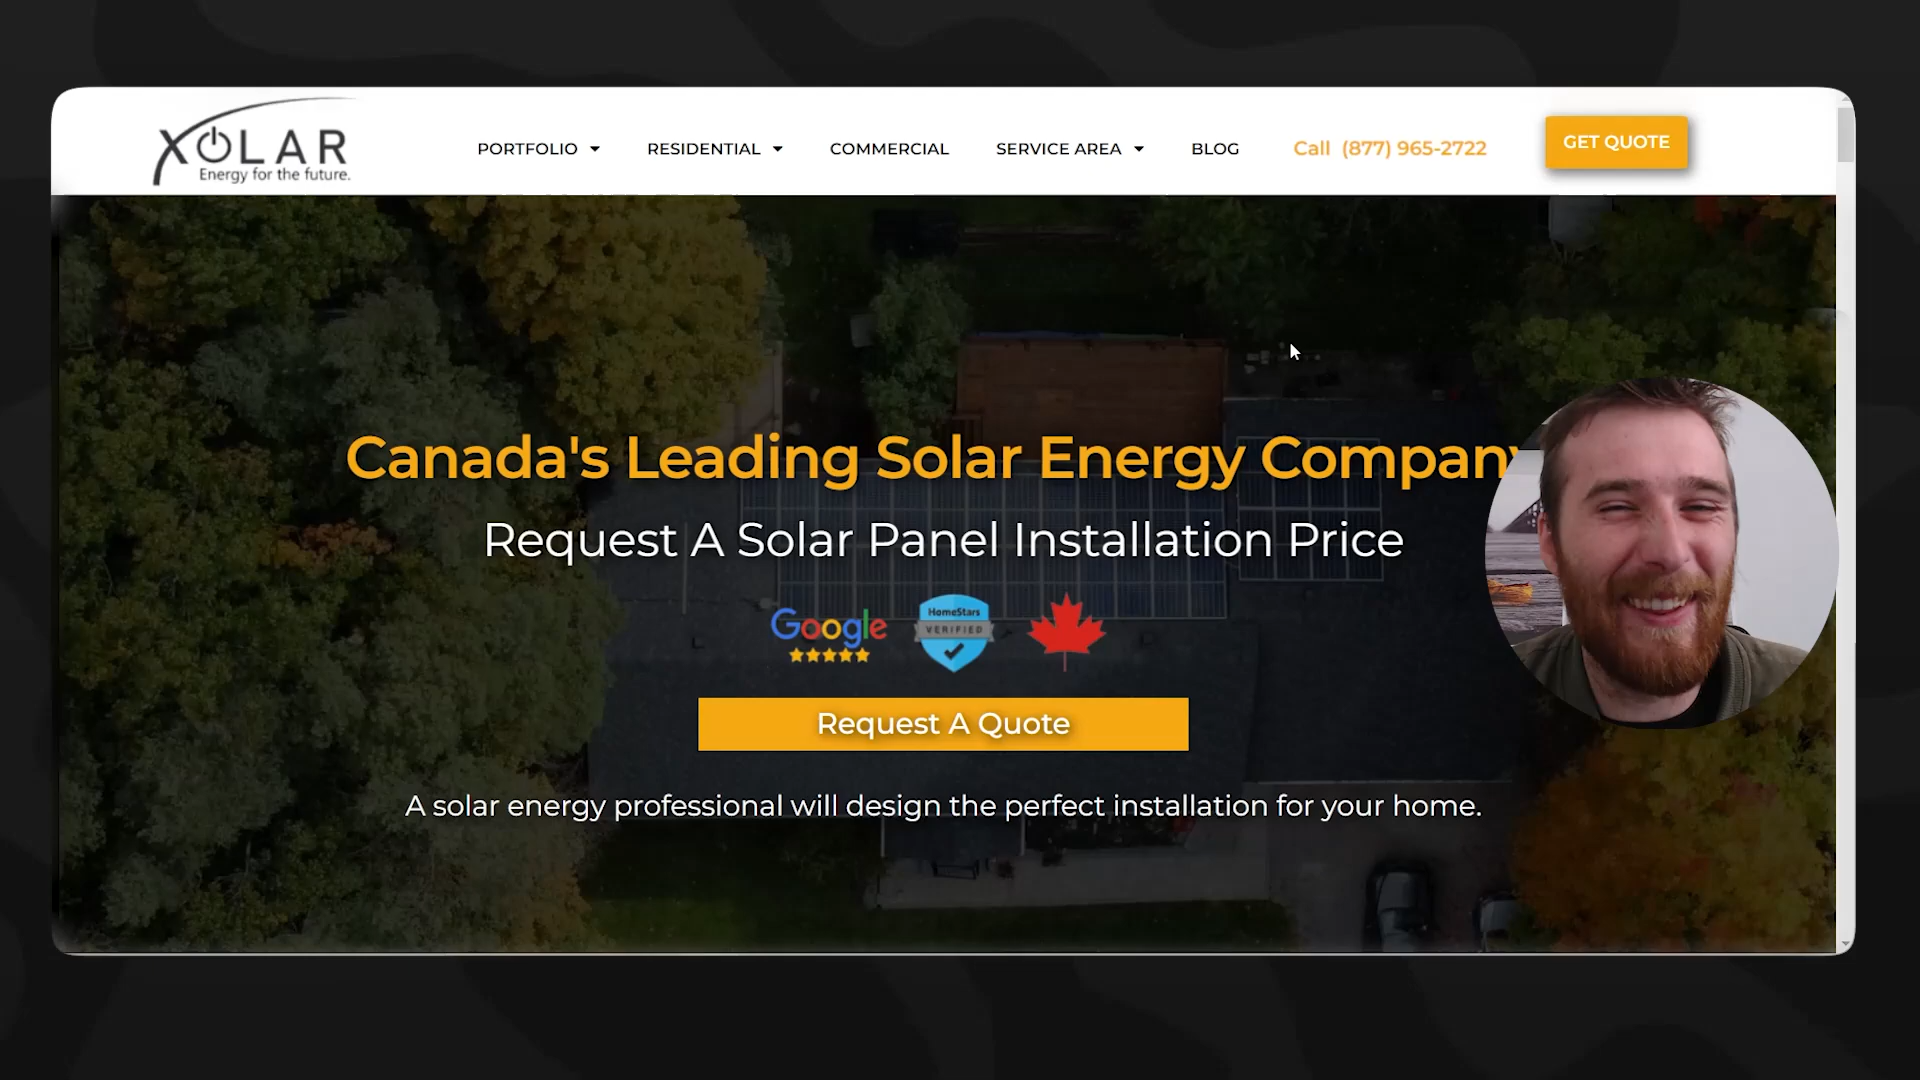 XOLAR
Energy for the future.
PORTFOLIO
RESIDENTIAL
COMMERCIAL
SERVICE AREA
BLOG
Call (877) 965-2722
GET QUOTE
Canada's Leading Solar Energy Company
Request A Solar Panel Installation Price
Google
HomeStars
VERIFIED
Request A Quote
A solar energy professional will design the perfect installation for your home.